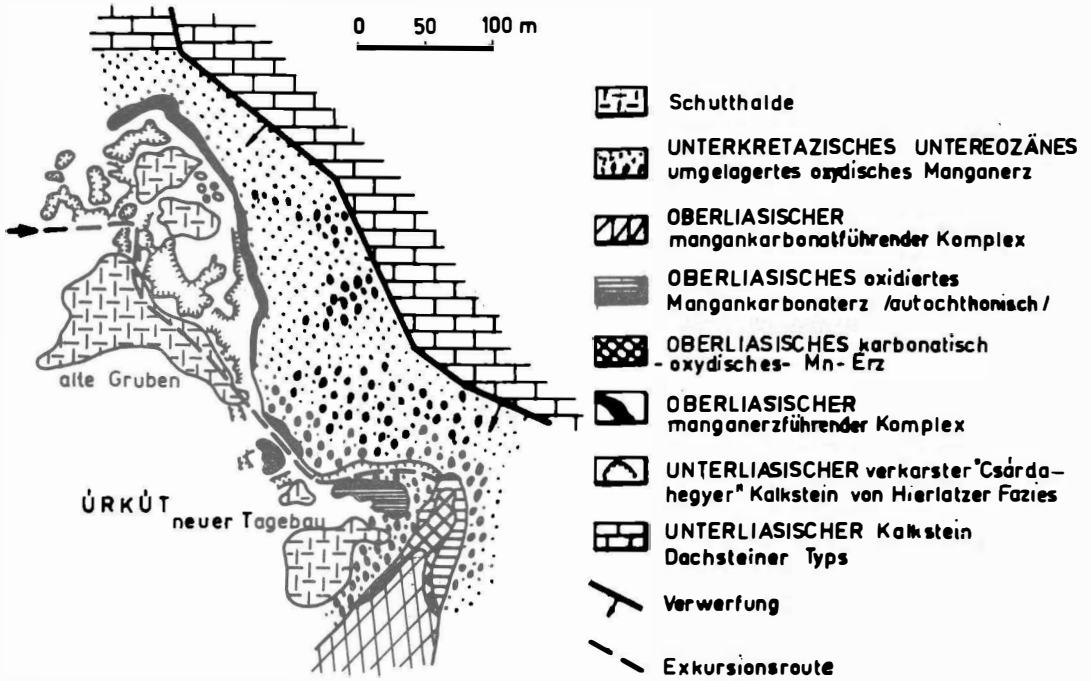 0 50 100 m
alte Gruben
ÚRKÚT
neuer Tagebau
Schutthalde
UNTERKRETAZISCHES UNTEREOZÄNES
umgelagertes oxydisches Manganerz
OBERLIASISCHER
mangankarbonatführender Komplex
OBERLIASISCHES oxidiertes
Mangankarbonaterz /autochthonisch/
OBERLIASISCHES karbonatisch
-oxydisches- Mn-Erz
OBERLIASISCHER
manganerzführender Komplex
UNTERLIASISCHER verkarster "Csárda-
hegyer" Kalkstein von Hierlatzer Fazies
UNTERLIASISCHER Kalkstein
Dachsteiner Typs
Verwerfung
Exkursionsroute